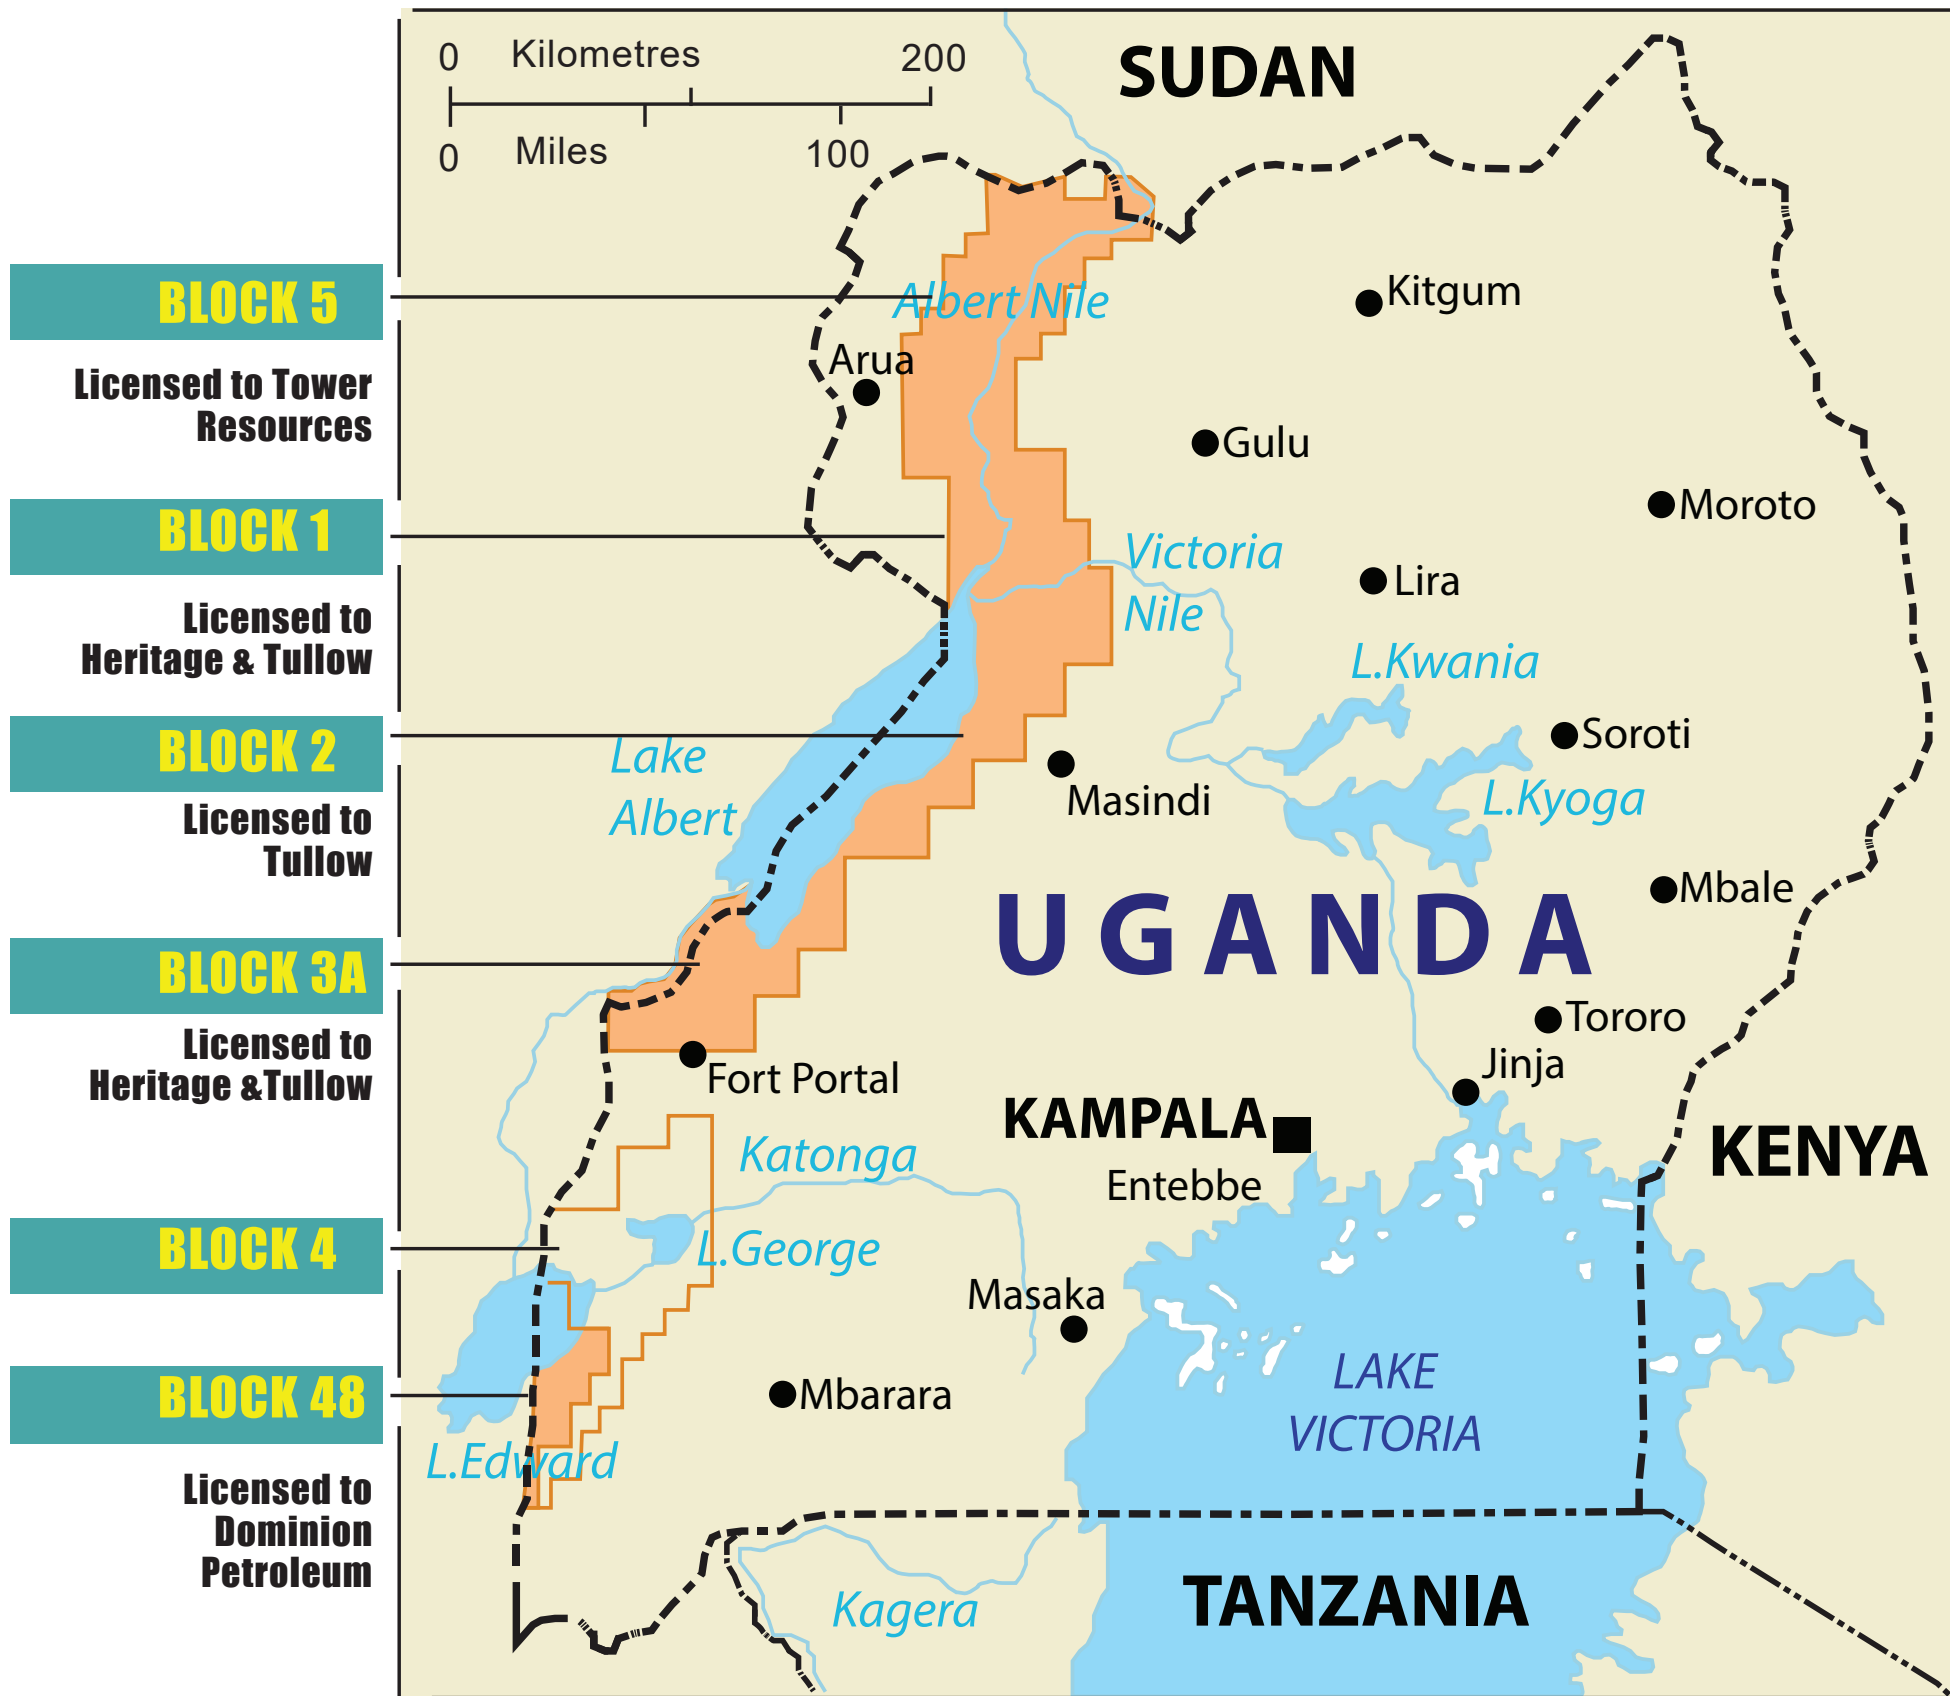 0 Kilometres 200
0 Miles 100
SUDAN
BLOCK 5
Licensed to Tower
Resources
BLOCK 1
Licensed to
Heritage & Tullow
BLOCK 2
Licensed to
Tullow
BLOCK 3A
Licensed to
Heritage &Tullow
BLOCK 4
BLOCK 48
Licensed to
Dominion
Petroleum
Albert Nile
Kitgum
Arua
Gulu
Moroto
Victoria
Nile
Lira
L.Kwania
Lake
Albert
Soroti
Masindi
L.Kyoga
UGANDA
Mbale
Tororo
Jinja
Fort Portal
KAMPALA
Entebbe
KENYA
Katonga
L.George
Masaka
Mbarara
LAKE
VICTORIA
L.Edward
TANZANIA
Kagera